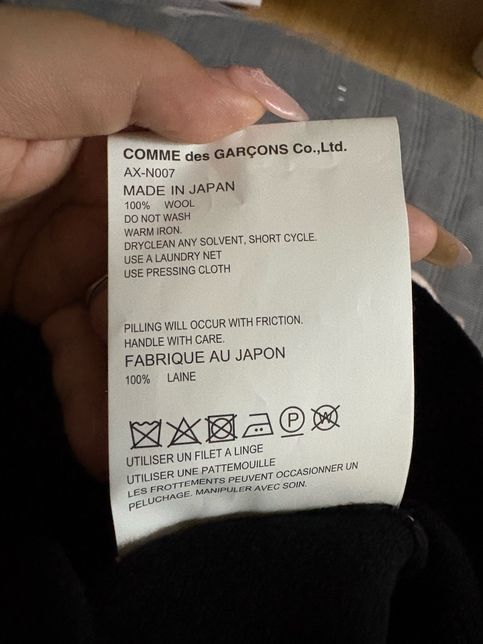 COMME des GARÇONS Co.,Ltd.
AX-N007
MADE IN JAPAN
100% WOOL
DO NOT WASH
WARM IRON.
DRYCLEAN ANY SOLVENT, SHORT CYCLE.
USE A LAUNDRY NET
USE PRESSING CLOTH
PILLING WILL OCCUR WITH FRICTION.
HANDLE WITH CARE.
FABRIQUE AU JAPON
100% LAINE
P W
UTILISER UN FILET A LINGE
UTILISER UNE PATTEMOUILLE
LES FROTTEMENTS PEUVENT OCCASIONNER UN
PELUCHAGE. MANIPULER AVEC SOIN.